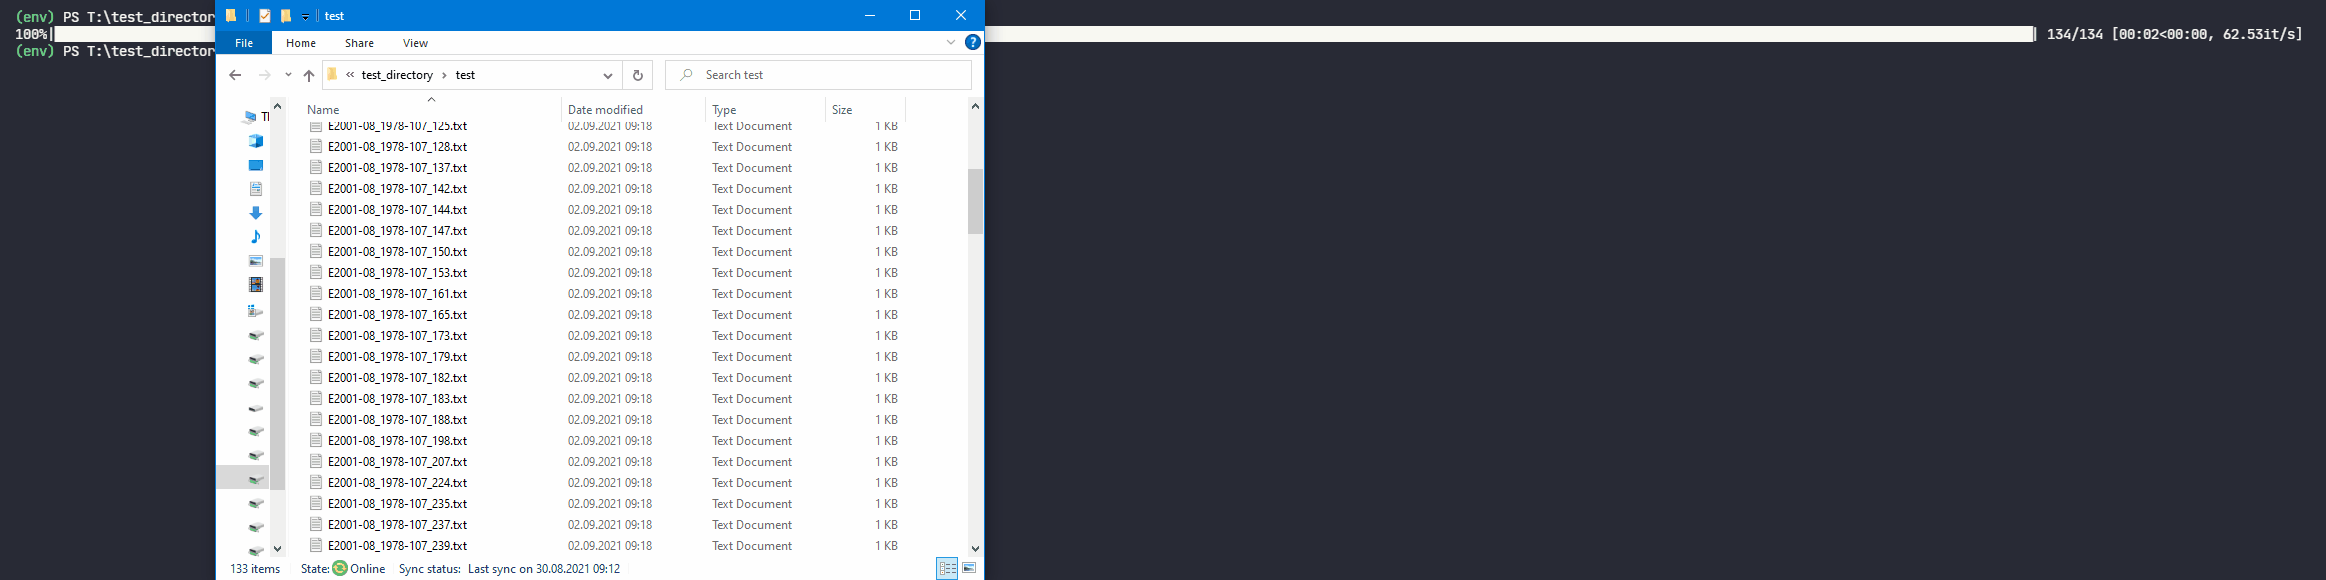 (env) PS T:\test_director
100%| | 134/134 [00:02<00:00, 62.53it/s]
(env) PS T:\test_director
test
File Home Share View
« test_directory › test
Search test
Name Date modified Type Size
E2001-08_1978-107_125.txt 02.09.2021 09:18 Text Document 1 KB
E2001-08_1978-107_128.txt 02.09.2021 09:18 Text Document 1 KB
E2001-08_1978-107_137.txt 02.09.2021 09:18 Text Document 1 KB
E2001-08_1978-107_142.txt 02.09.2021 09:18 Text Document 1 KB
E2001-08_1978-107_144.txt 02.09.2021 09:18 Text Document 1 KB
E2001-08_1978-107_147.txt 02.09.2021 09:18 Text Document 1 KB
E2001-08_1978-107_150.txt 02.09.2021 09:18 Text Document 1 KB
E2001-08_1978-107_153.txt 02.09.2021 09:18 Text Document 1 KB
E2001-08_1978-107_161.txt 02.09.2021 09:18 Text Document 1 KB
E2001-08_1978-107_165.txt 02.09.2021 09:18 Text Document 1 KB
E2001-08_1978-107_173.txt 02.09.2021 09:18 Text Document 1 KB
E2001-08_1978-107_179.txt 02.09.2021 09:18 Text Document 1 KB
E2001-08_1978-107_182.txt 02.09.2021 09:18 Text Document 1 KB
E2001-08_1978-107_183.txt 02.09.2021 09:18 Text Document 1 KB
E2001-08_1978-107_188.txt 02.09.2021 09:18 Text Document 1 KB
E2001-08_1978-107_198.txt 02.09.2021 09:18 Text Document 1 KB
E2001-08_1978-107_207.txt 02.09.2021 09:18 Text Document 1 KB
E2001-08_1978-107_224.txt 02.09.2021 09:18 Text Document 1 KB
E2001-08_1978-107_235.txt 02.09.2021 09:18 Text Document 1 KB
E2001-08_1978-107_237.txt 02.09.2021 09:18 Text Document 1 KB
E2001-08_1978-107_239.txt 02.09.2021 09:18 Text Document 1 KB
133 items State: Online Sync status: Last sync on 30.08.2021 09:12